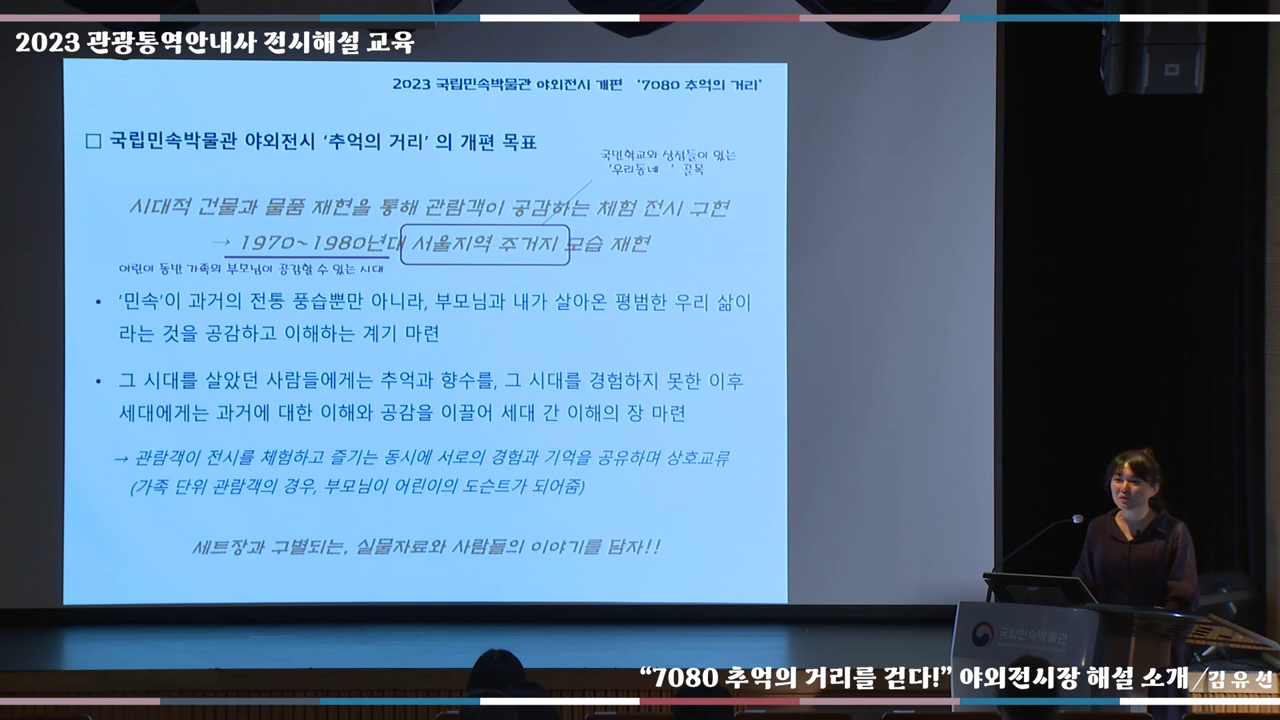 2023 관광통역안내사 전시해설 교육
2023 국립민속박물관 야외전시 개편 '7080 추억의 거리'
□ 국립민속박물관 야외전시 '추억의 거리' 의 개편 목표
국민학교와 상점들이 있는
'우리동네 ' 골목
시대적 건물과 물품 재현을 통해 관람객이 공감하는 체험 전시 구현
→ 1970~1980년대 서울지역 주거지 모습 재현
어린이 동반 가족의 부모님이 공감할 수 있는 시대
• '민속'이 과거의 전통 풍습뿐만 아니라, 부모님과 내가 살아온 평범한 우리 삶이
라는 것을 공감하고 이해하는 계기 마련
• 그 시대를 살았던 사람들에게는 추억과 향수를, 그 시대를 경험하지 못한 이후
세대에게는 과거에 대한 이해와 공감을 이끌어 세대 간 이해의 장 마련
→ 관람객이 전시를 체험하고 즐기는 동시에 서로의 경험과 기억을 공유하며 상호교류
(가족 단위 관람객의 경우, 부모님이 어린이의 도슨트가 되어줌)
세트장과 구별되는, 실물자료와 사람들의 이야기를 담자!!
국립민속박물관
"7080 추억의 거리를 걷다!" 야외전시장 해설 소개 / 김유선